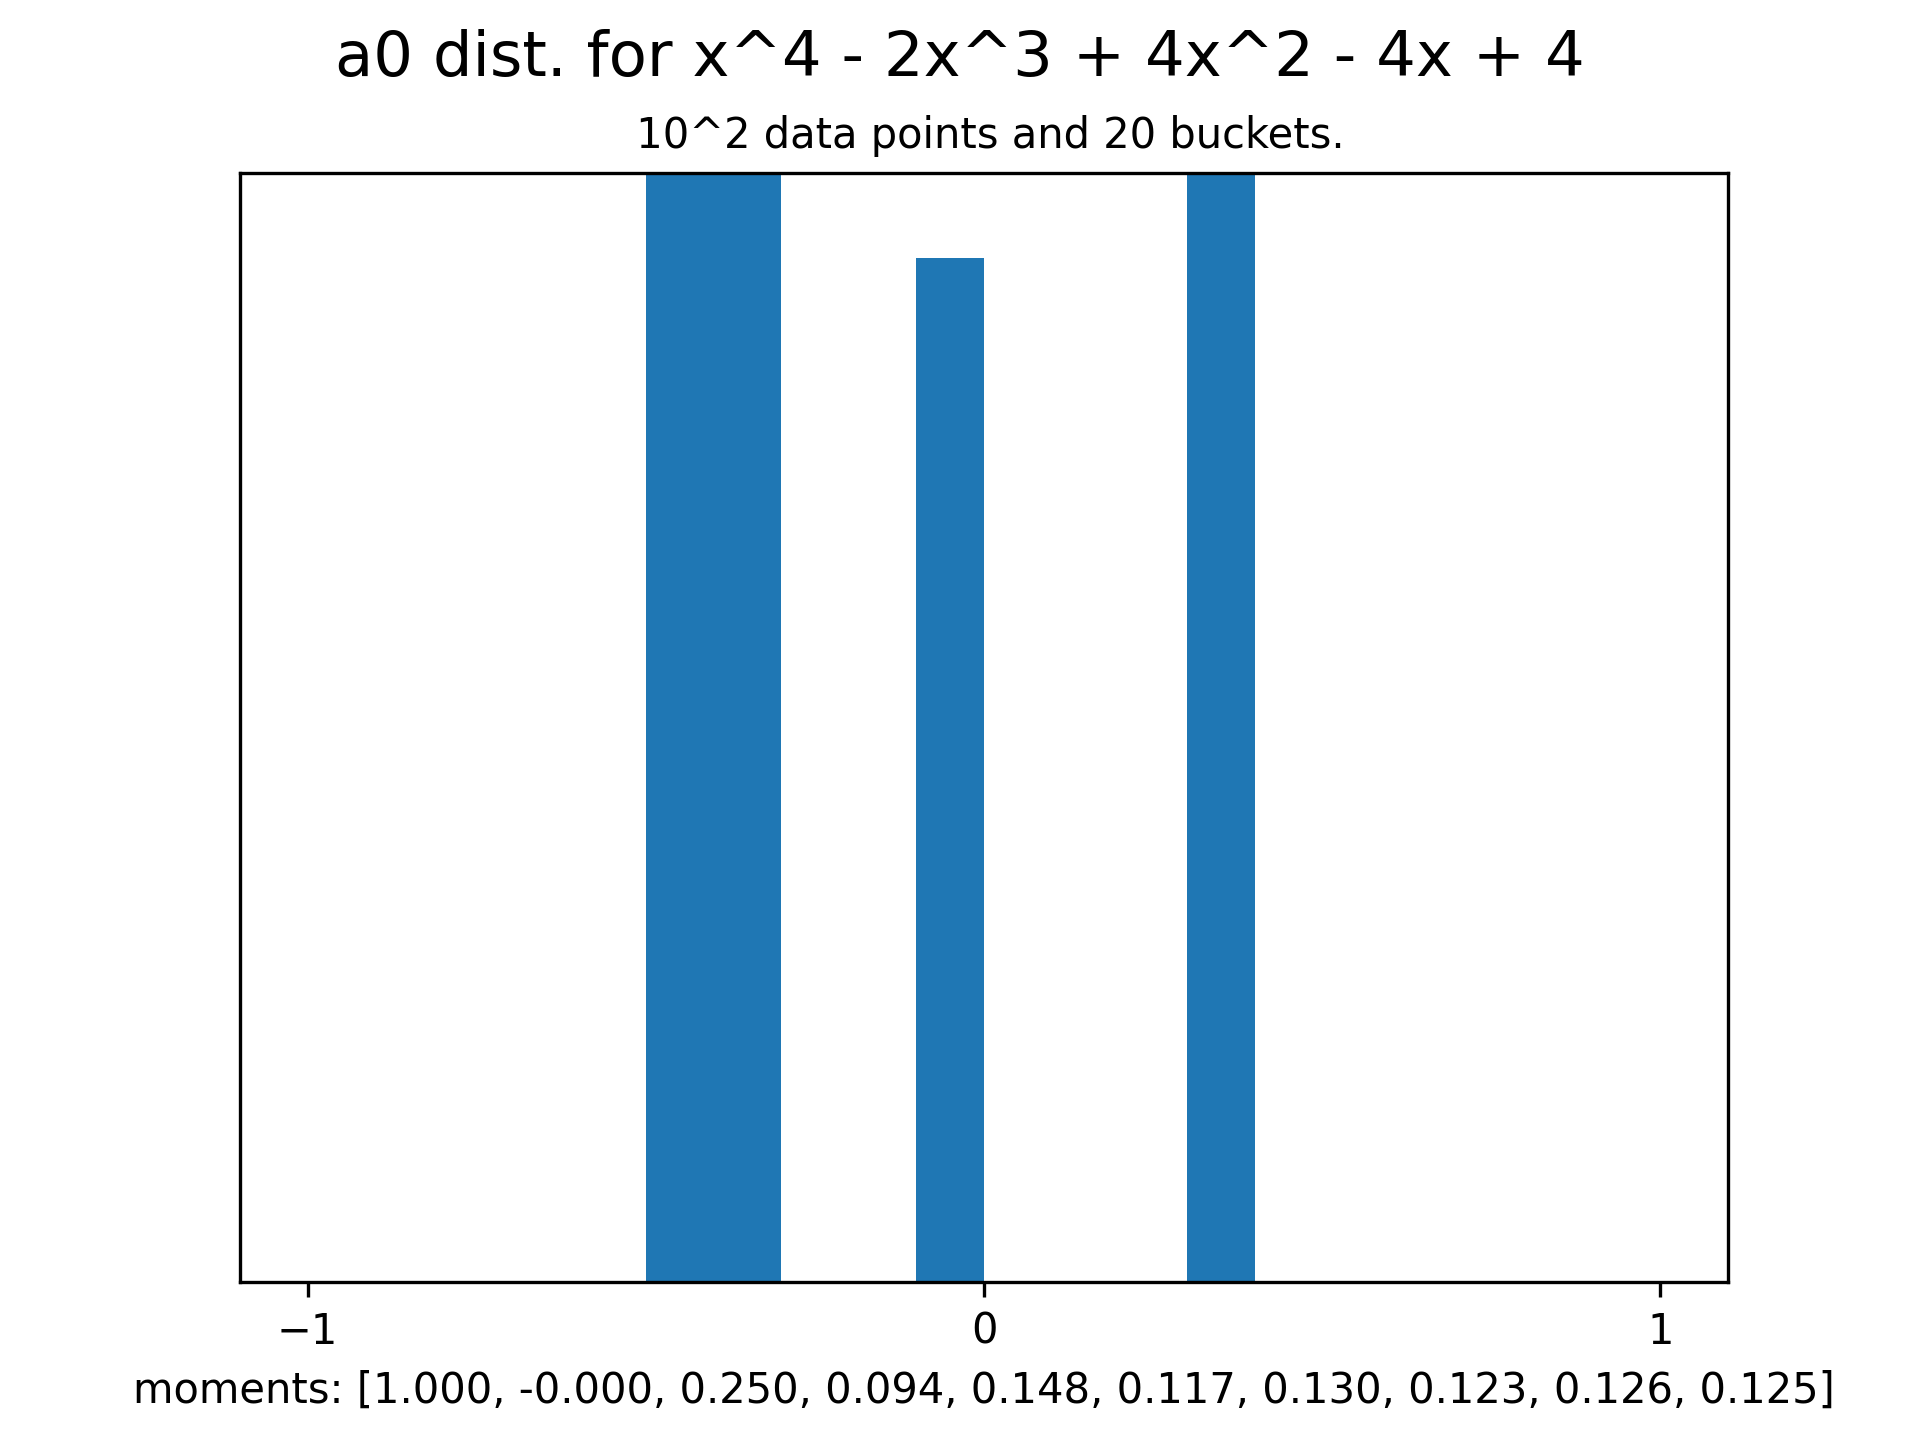 a0 dist. for x^4 - 2x^3 + 4x^2 - 4x + 4
10^2 data points and 20 buckets.
−1 0 1
moments: [1.000, -0.000, 0.250, 0.094, 0.148, 0.117, 0.130, 0.123, 0.126, 0.125]